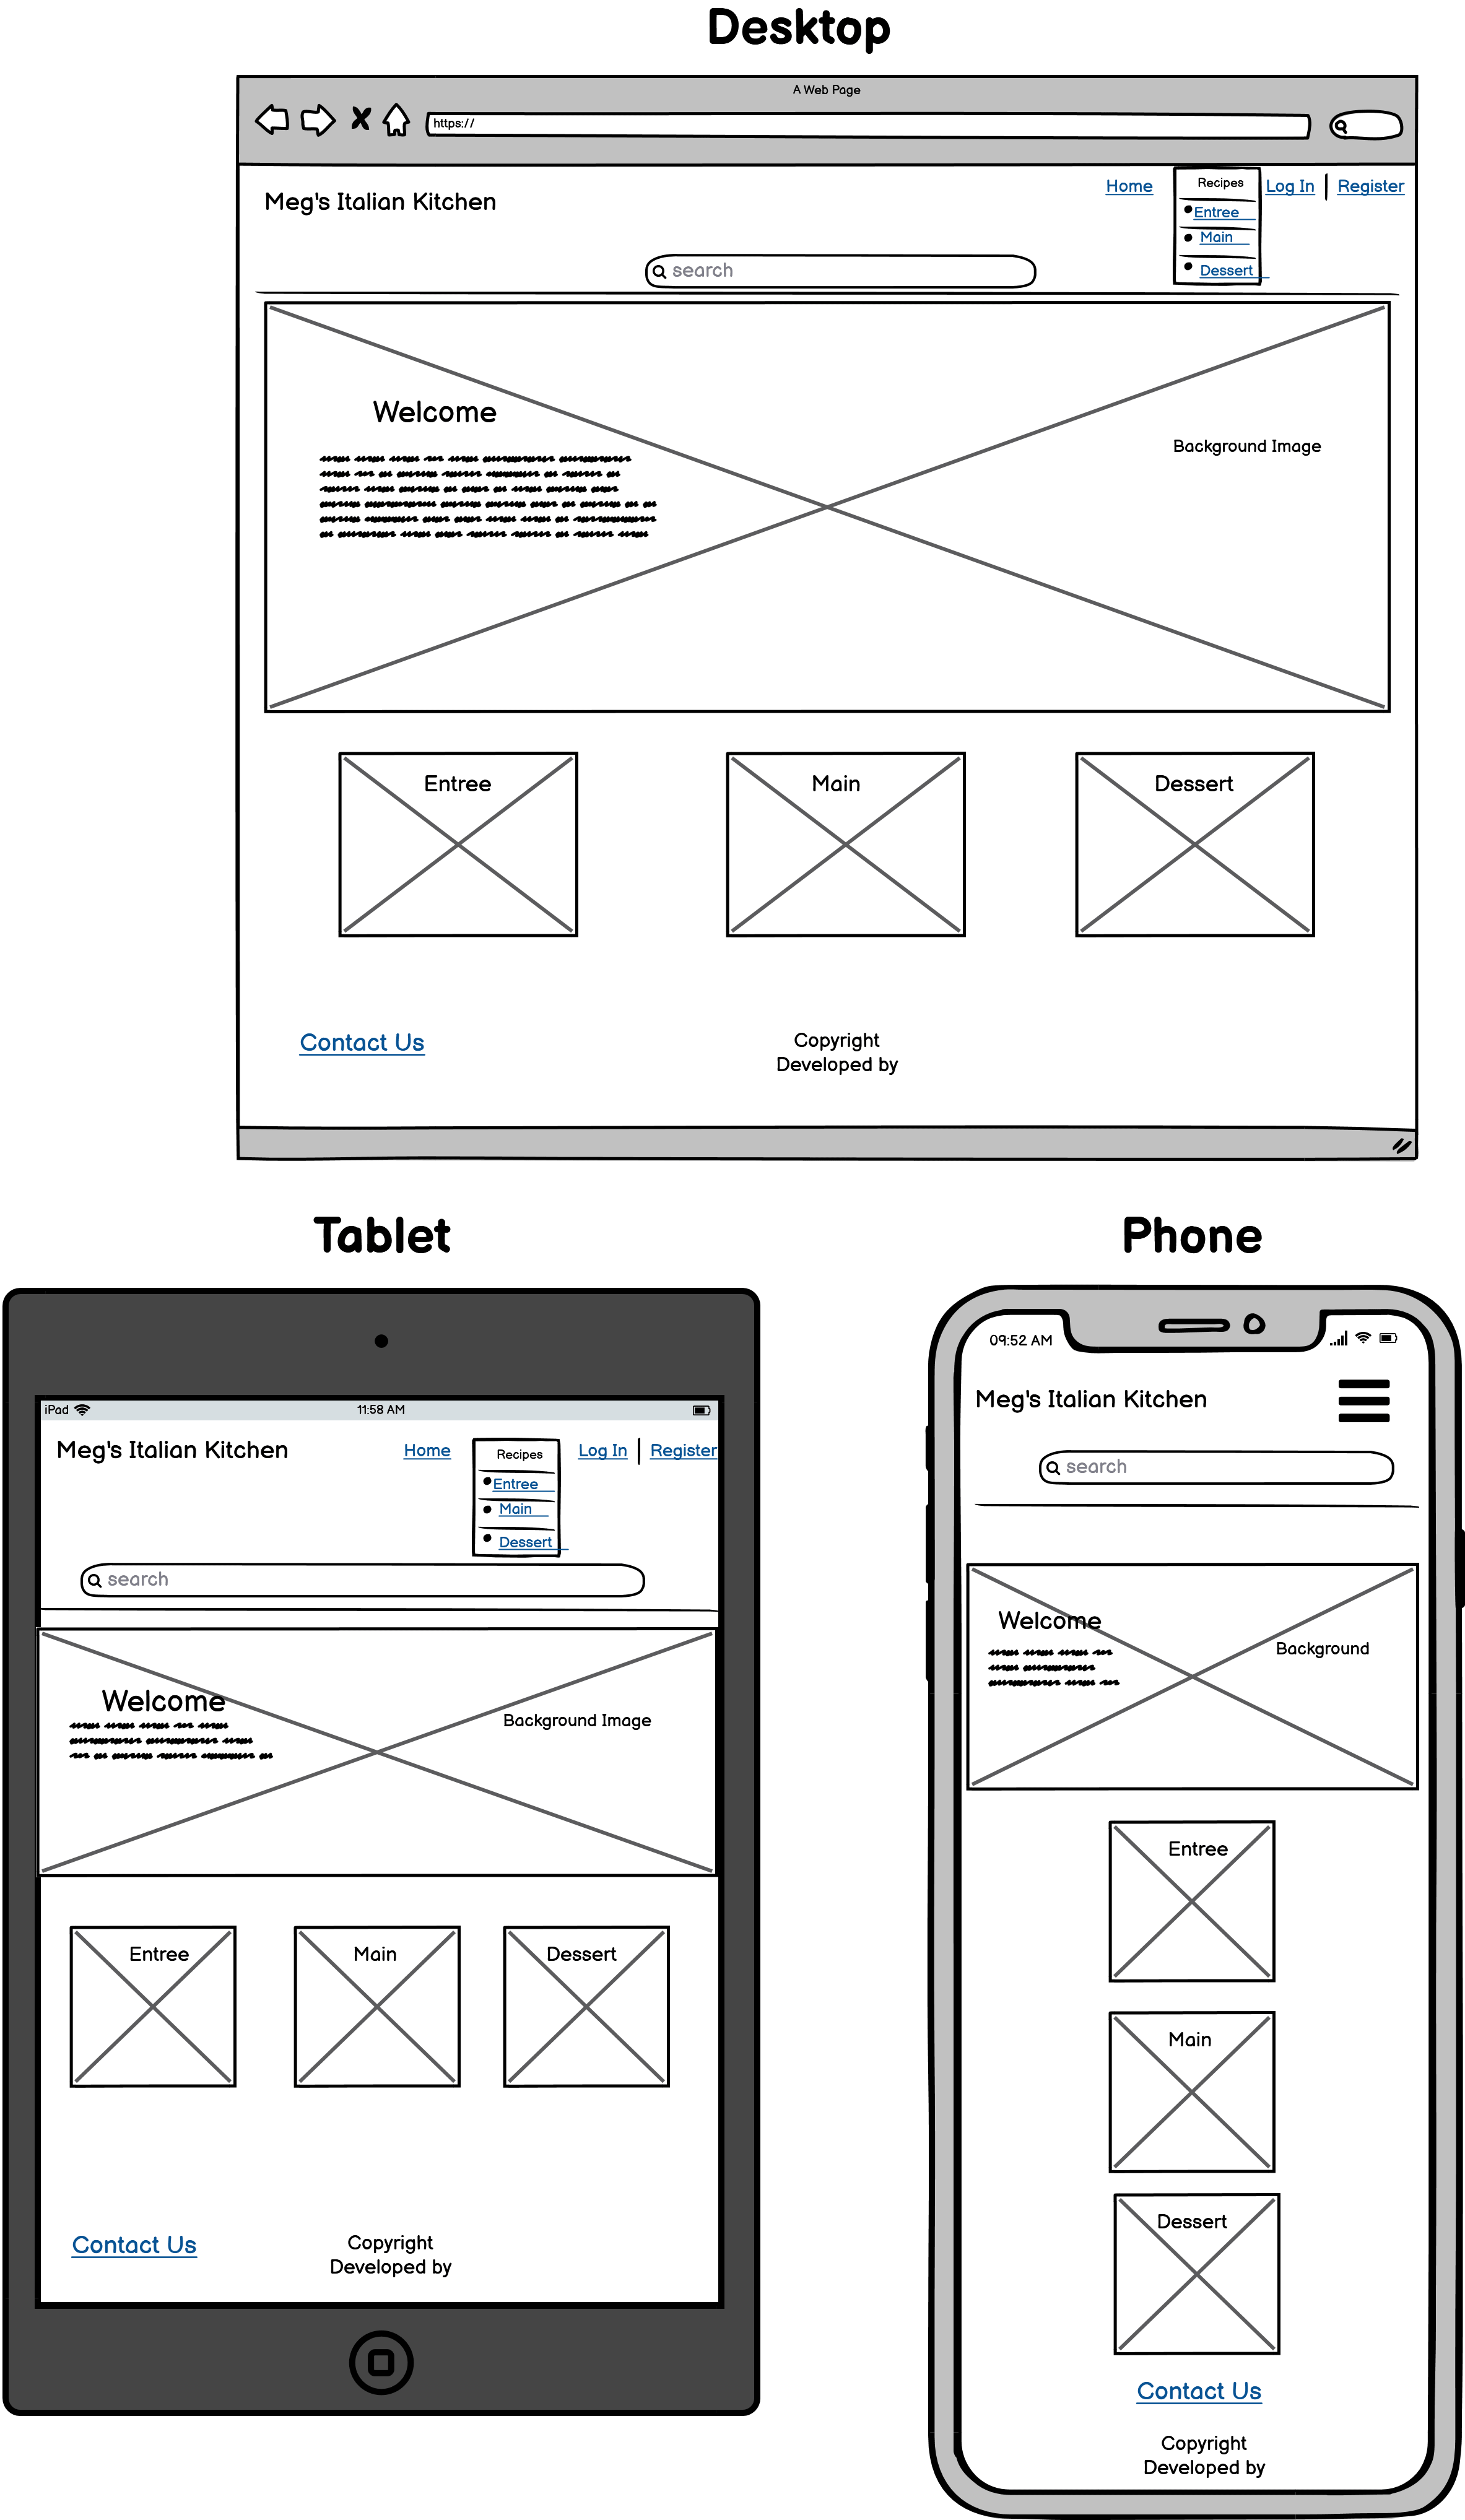 Desktop
A Web Page
https://
Meg's Italian Kitchen
Home
Recipes
Log In
Register
Entree
Main
Dessert
search
Welcome
Background Image
Entree
Main
Dessert
Contact Us
Copyright
Developed by
Tablet
iPad
11:58 AM
Meg's Italian Kitchen
Home
Recipes
Log In
Register
Entree
Main
Dessert
search
Welcome
Background Image
Entree
Main
Dessert
Contact Us
Copyright
Developed by
Phone
09:52 AM
Meg's Italian Kitchen
search
Welcome
Background
Entree
Main
Dessert
Contact Us
Copyright
Developed by